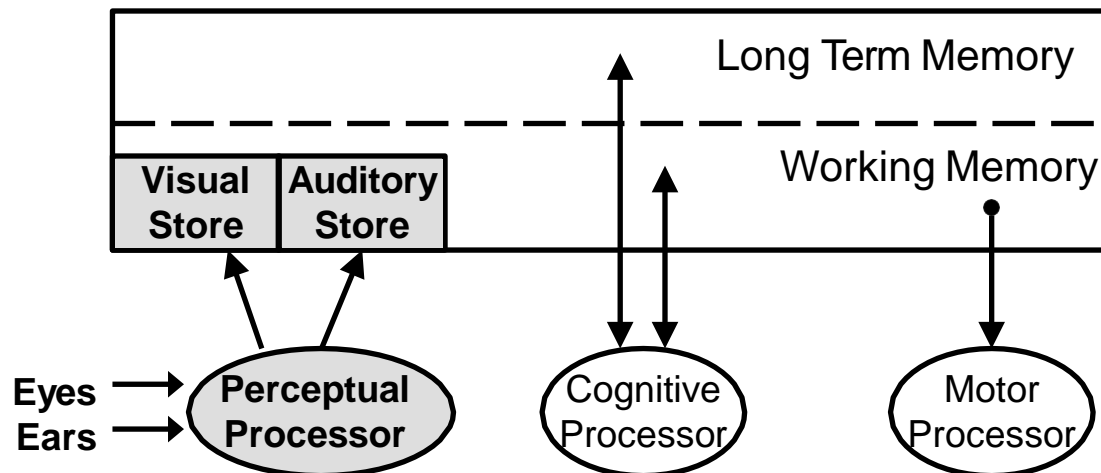 Long Term Memory
Working Memory
Visual
Store
Auditory
Store
Eyes
Ears
Perceptual
Processor
Cognitive
Processor
Motor
Processor